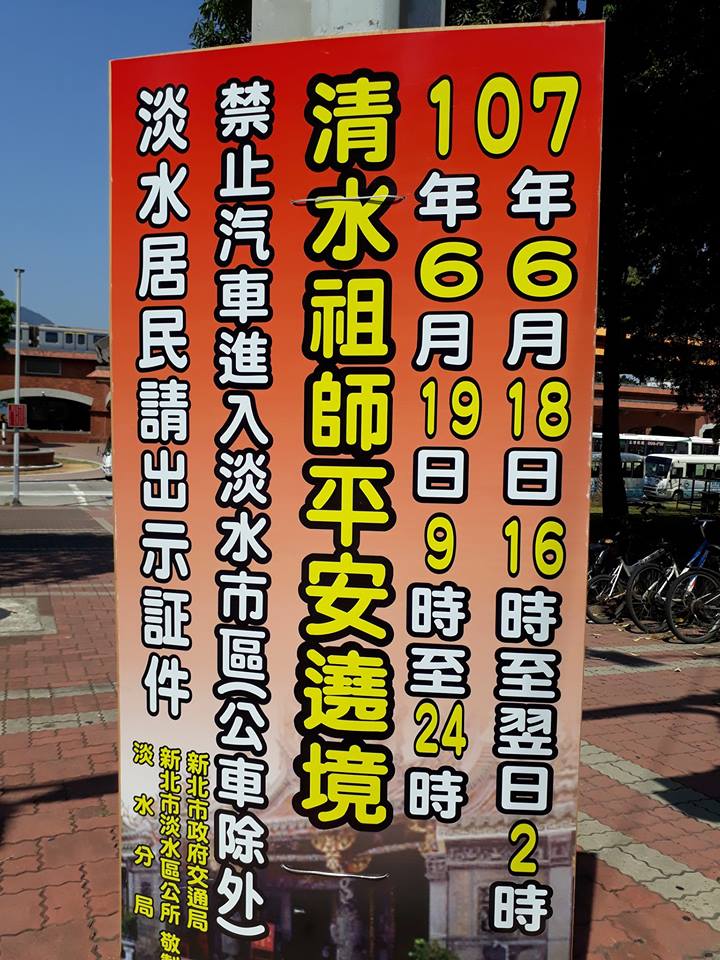 107年6月18日16時至翌日2時
年6月19日9時至24時
清水祖師平安遶境
禁止汽車進入淡水市區(公車除外)
淡水居民請出示証件
新北市政府交通局
新北市淡水區公所 敬製
淡水分局